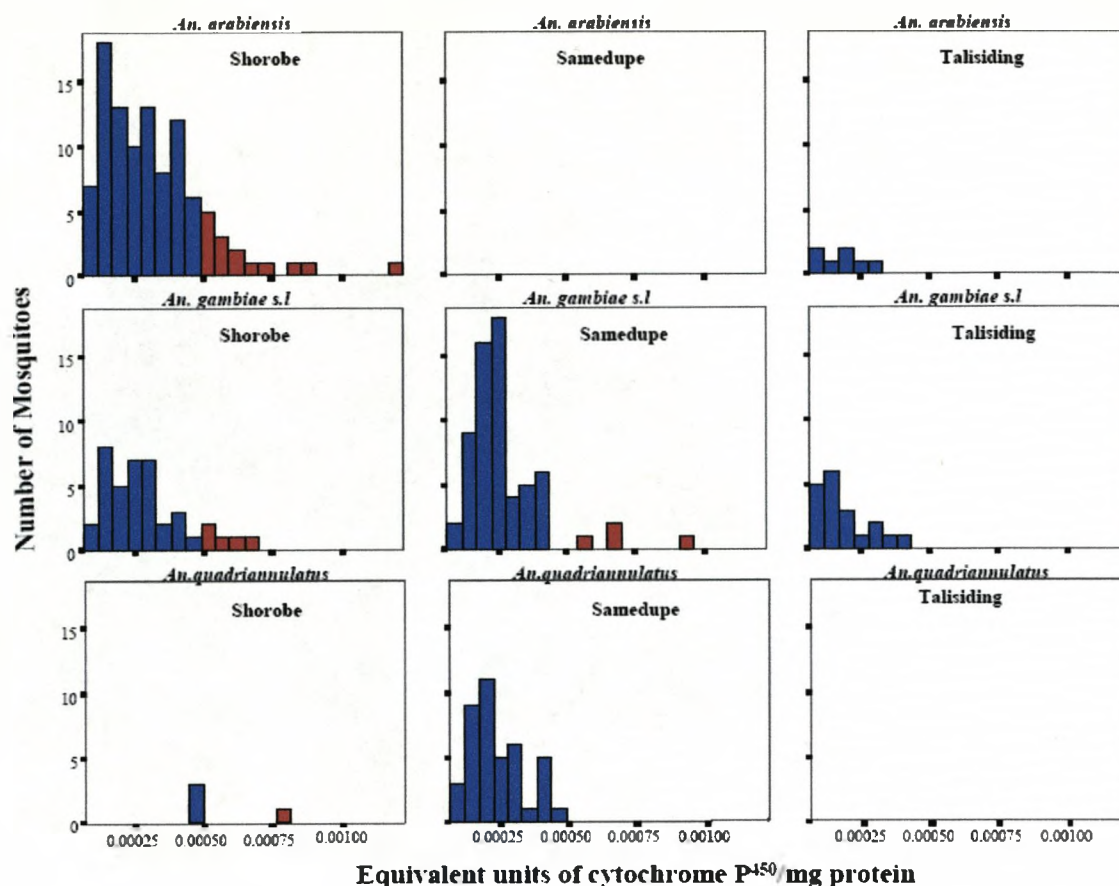 An. arabiensis An. arabiensis An. arabiensis
Shorobe Samedupe Talisiding
15
10
5
0
An. gambiae s.l An. gambiae s.l An. gambiae s.l
Shorobe Samedupe Talisiding
15
10
5
0
An.quadriannulatus An.quadriannulatus An.quadriannulatus
Shorobe Samedupe Talisiding
15
10
5
0
0.00025 0.00050 0.00075 0.00100 0.00025 0.00050 0.00075 0.00100 0.00025 0.00050 0.00075 0.00100
Number of Mosquitoes
Equivalent units of cytochrome P450/mg protein